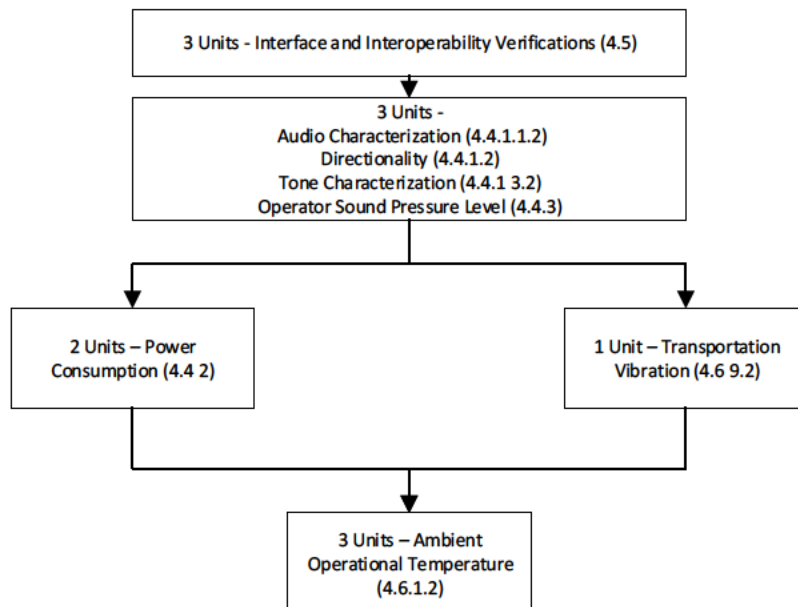 3 Units - Interface and Interoperability Verifications (4.5)
3 Units -
Audio Characterization (4.4.1.1.2)
Directionality (4.4.1.2)
Tone Characterization (4.4.1 3.2)
Operator Sound Pressure Level (4.4.3)
2 Units – Power
Consumption (4.4 2)
1 Unit – Transportation
Vibration (4.6 9.2)
3 Units – Ambient
Operational Temperature
(4.6.1.2)